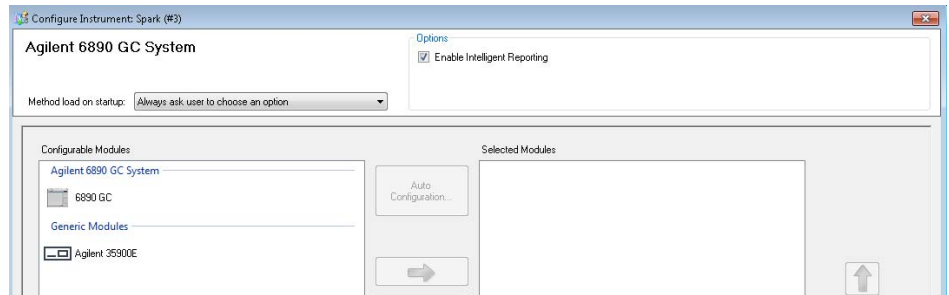 Configure Instrument: Spark (#3)
Agilent 6890 GC System
Options
Enable Intelligent Reporting
Method load on startup: Always ask user to choose an option
Configurable Modules
Selected Modules
Agilent 6890 GC System
6890 GC
Auto
Configuration...
Generic Modules
Agilent 35900E